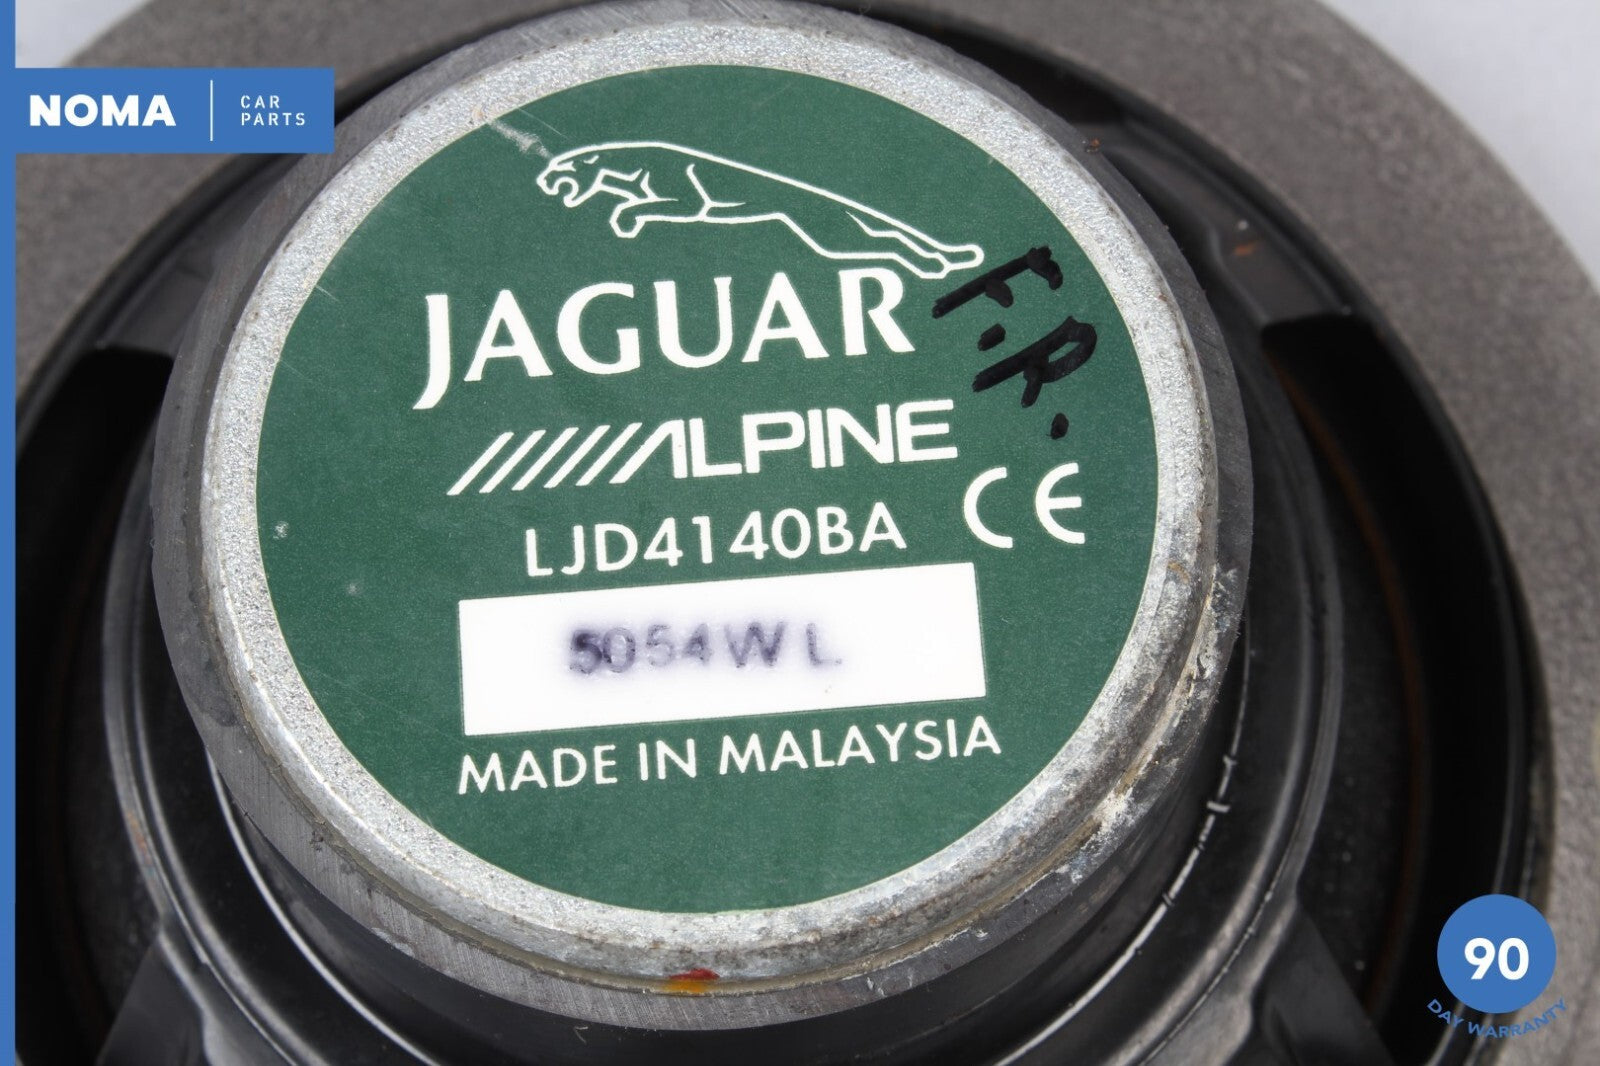 NOMA
CAR
PARTS
JAGUAR
F.R.
ALPINE
LJD4140BA
CE
5054WL
MADE IN MALAYSIA
90
DAY WARRANTY